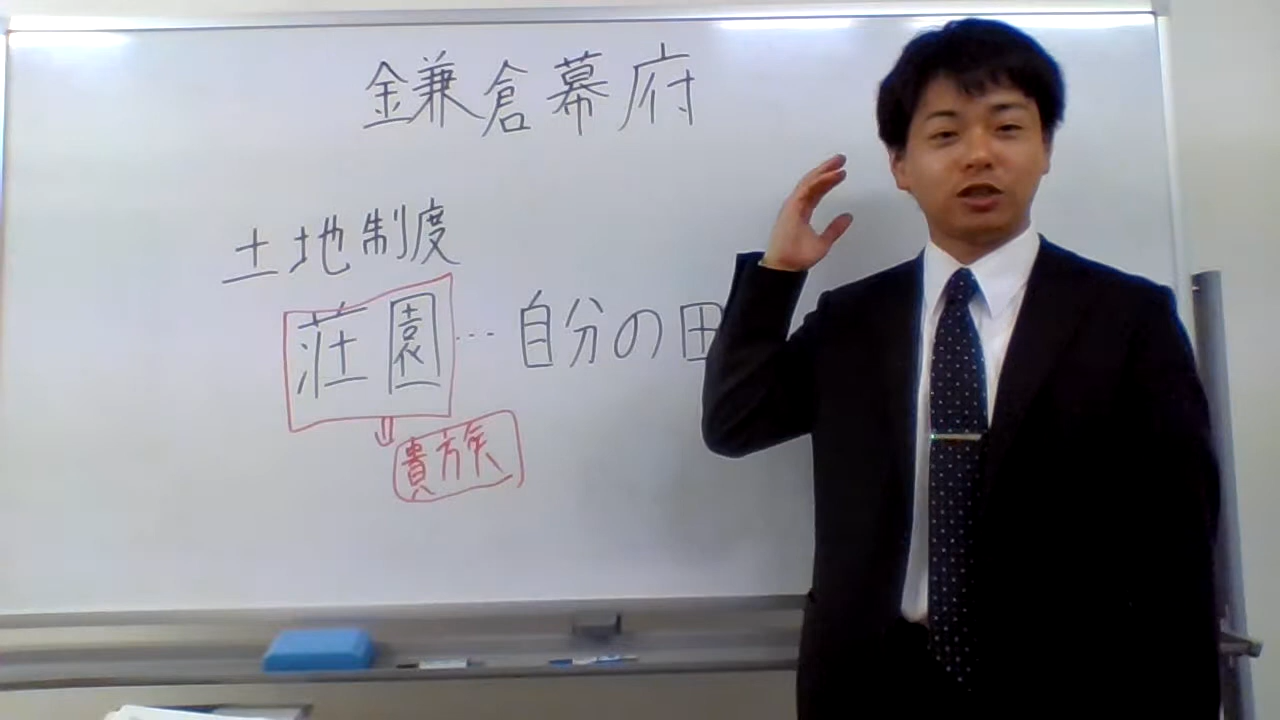 鎌倉幕府
土地制度
荘園…自分の田
貴族